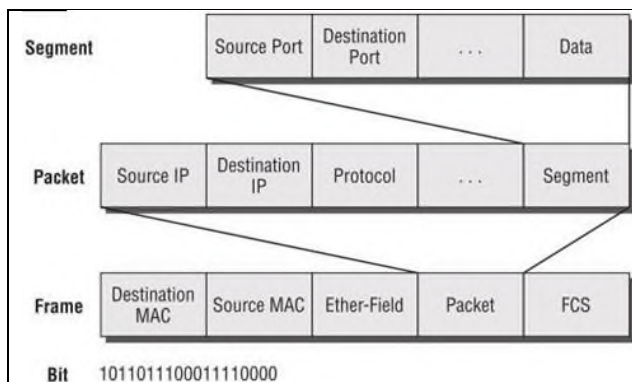 Segment Source Port Destination Port . . . Data
Packet Source IP Destination IP Protocol . . . Segment
Frame Destination MAC Source MAC Ether-Field Packet FCS
Bit 1011011100011110000